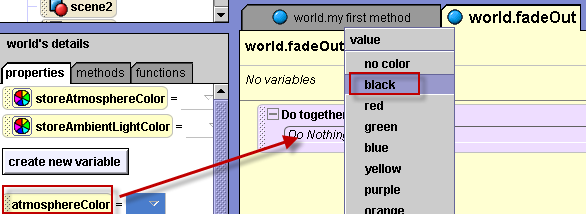 scene2
world's details
properties
methods
functions
storeAtmosphereColor =
storeAmbientLightColor =
create new variable
atmosphereColor =
world.my first method
world.fadeOut
world.fadeOut
No variables
Do together
Do Nothing
value
no color
black
red
green
blue
yellow
purple
orange